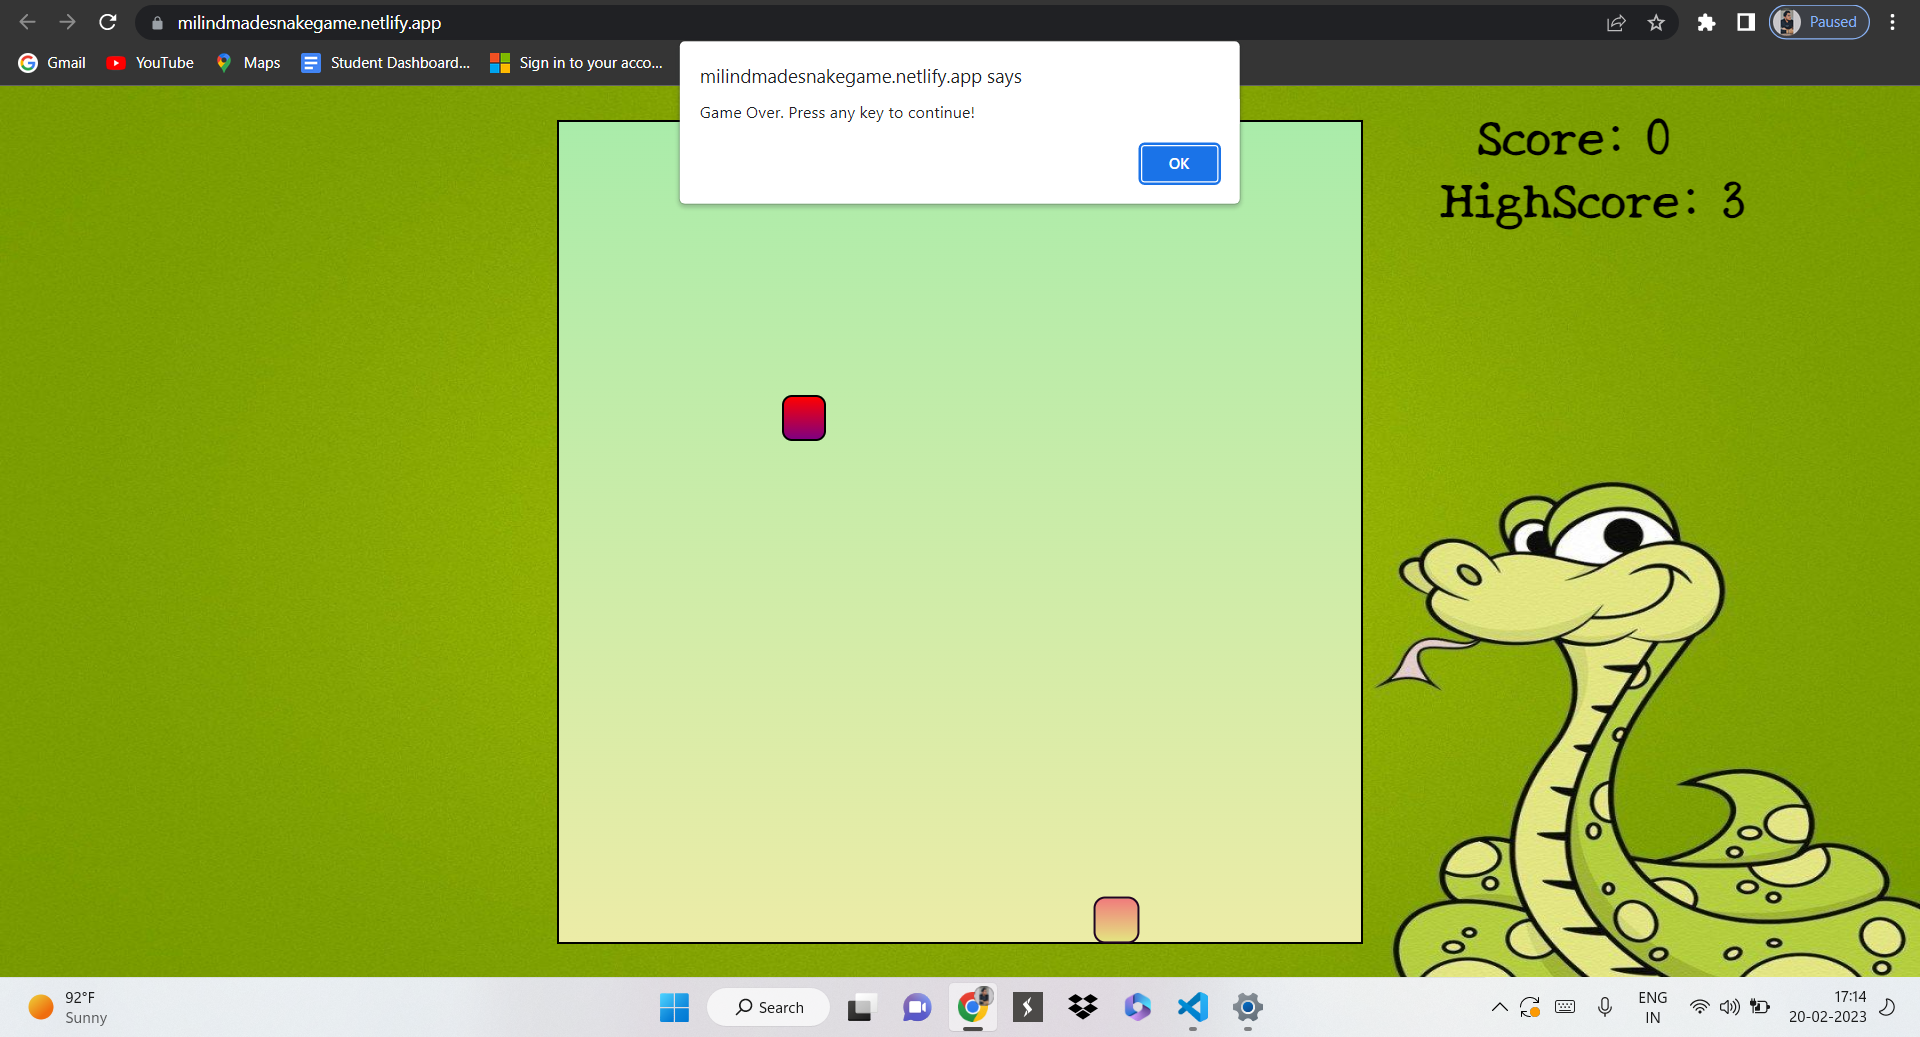 milindmadesnakegame.netlify.app
Paused
Gmail
YouTube
Maps
Student Dashboard...
Sign in to your acco...
milindmadesnakegame.netlify.app says
Game Over. Press any key to continue!
OK
Score: 0
HighScore: 3
92°F
Sunny
Search
ENG
IN
17:14
20-02-2023